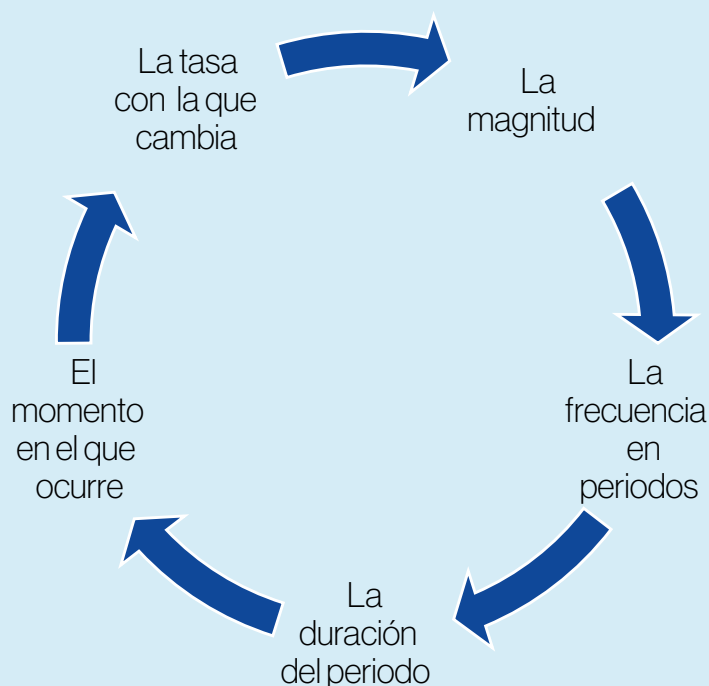 La tasa
con la que
cambia
La
magnitud
La
frecuencia
en
periodos
La
duración
del periodo
El
momento
en el que
ocurre